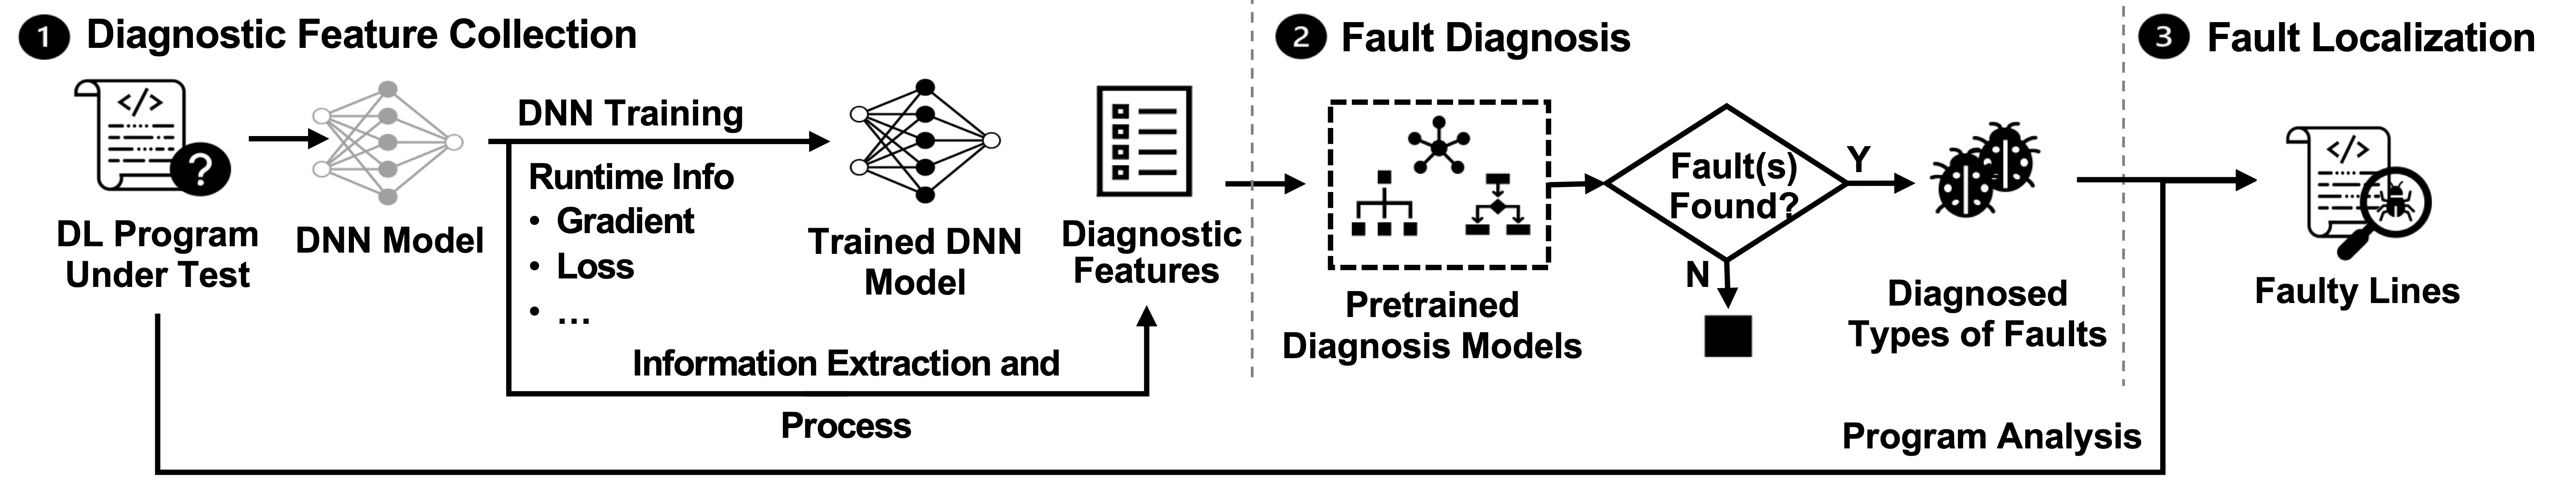 1 Diagnostic Feature Collection
</>
?
DL Program
Under Test
DNN Model
DNN Training
Runtime Info
• Gradient
• Loss
• ...
Trained DNN
Model
Diagnostic
Features
Information Extraction and
Process
2 Fault Diagnosis
Pretrained
Diagnosis Models
Fault(s)
Found?
Y
N
Diagnosed
Types of Faults
3 Fault Localization
</>
Faulty Lines
Program Analysis